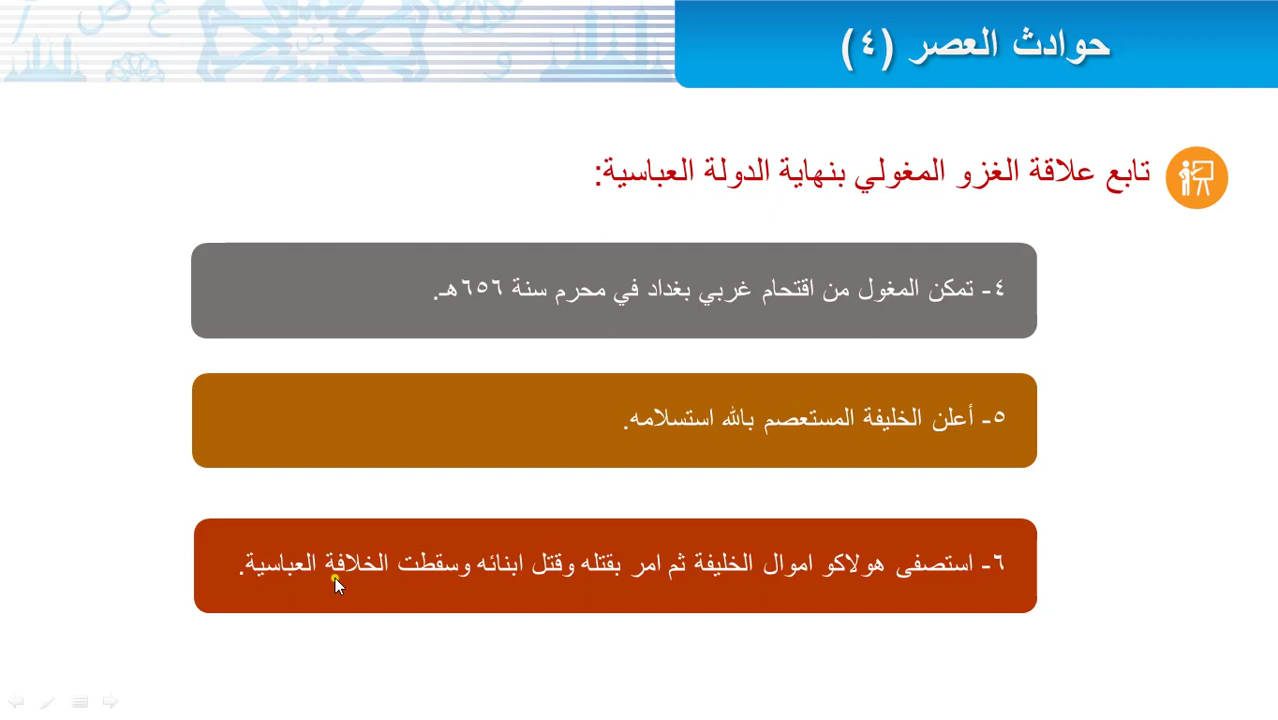 حوادث العصر (٤)
تابع علاقة الغزو المغولي بنهاية الدولة العباسية:
٤- تمكن المغول من اقتحام غربي بغداد في محرم سنة ٦٥٦هـ.
٥- أعلن الخليفة المستعصم بالله استسلامه.
٦- استصفى هولاكو اموال الخليفة ثم امر بقتله وقتل ابنائه وسقطت الخلافة العباسية.